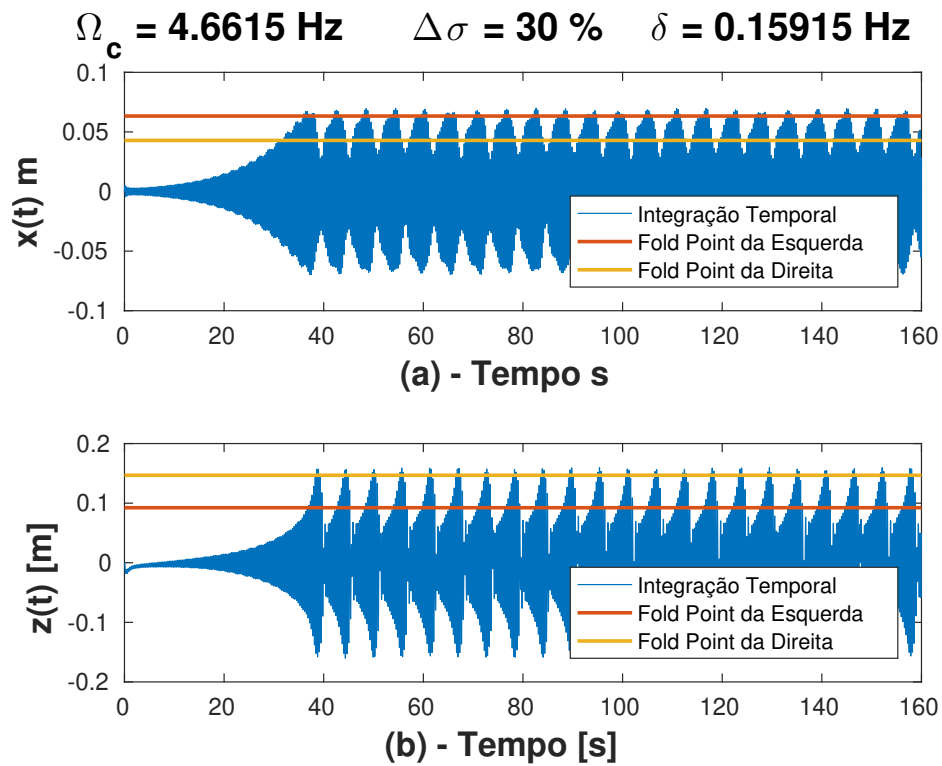 Ω_c = 4.6615 Hz Δσ = 30 % δ = 0.15915 Hz
0.1
0.05
0
-0.05
-0.1
x(t) m
Integração Temporal
Fold Point da Esquerda
Fold Point da Direita
0 20 40 60 80 100 120 140 160
(a) - Tempo s
0.2
0.1
0
-0.1
-0.2
z(t) [m]
Integração Temporal
Fold Point da Esquerda
Fold Point da Direita
0 20 40 60 80 100 120 140 160
(b) - Tempo [s]